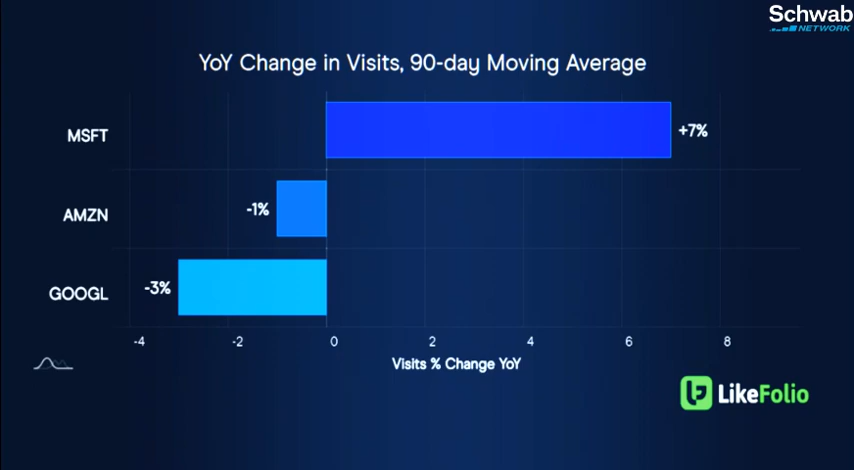 Schwab
NETWORK
YoY Change in Visits, 90-day Moving Average
MSFT
+7%
AMZN
-1%
GOOGL
-3%
-4 -2 0 2 4 6 8
Visits % Change YoY
LikeFolio